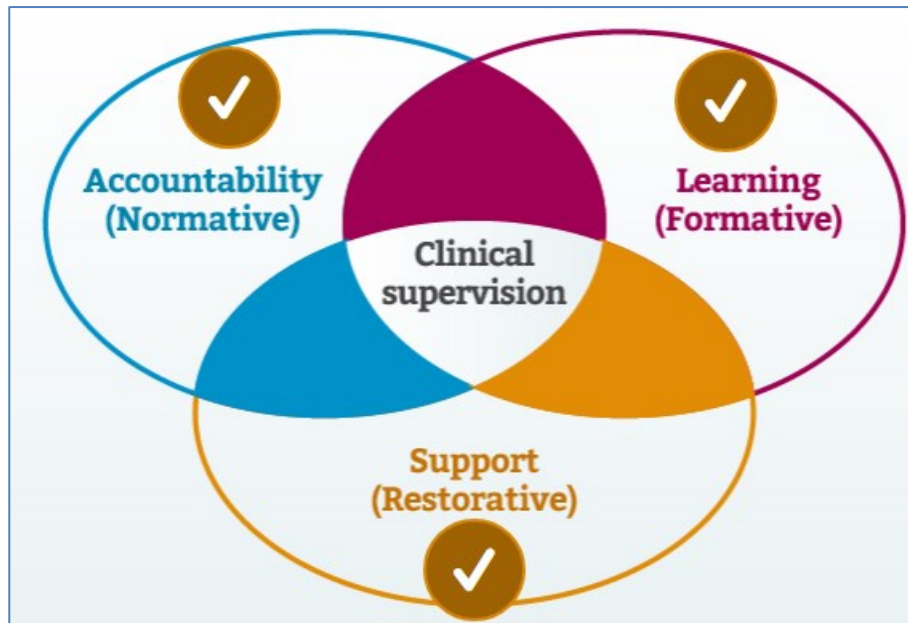 Accountability
(Normative)
Learning
(Formative)
Clinical
supervision
Support
(Restorative)